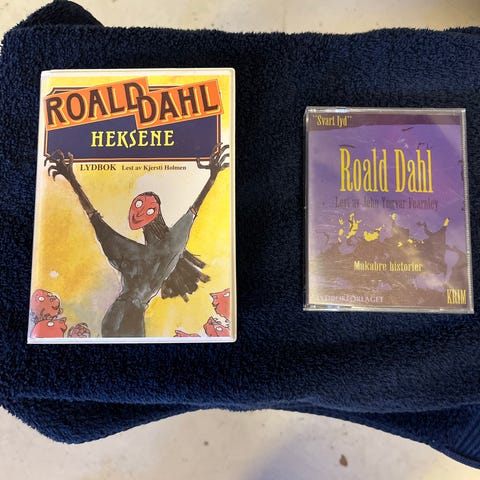 ROALD DAHL
HEKSENE
LYDBOK Lest av Kjersti Holmen
"Svart lyd"
Roald Dahl
Lest av John Yngvar Fearnley
Makabre historier
LYDBOKFORLAGET
KRIM